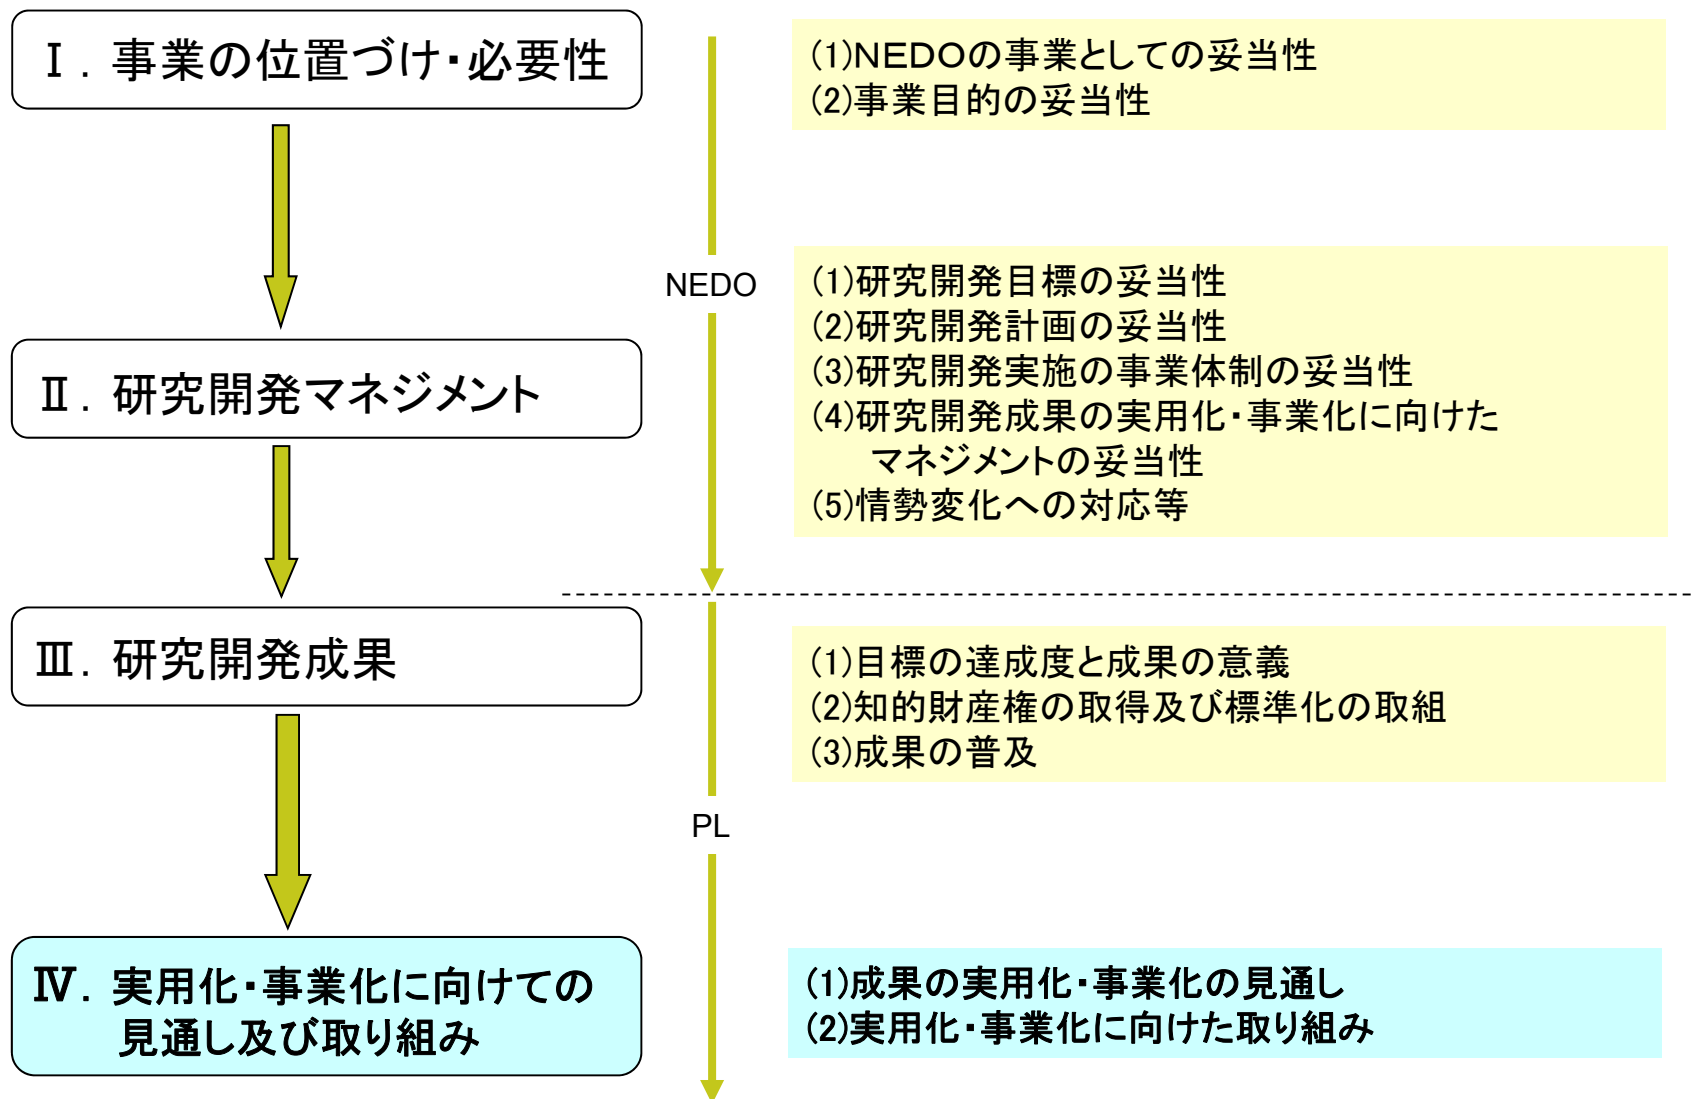 Ⅰ．事業の位置づけ・必要性
(1)NEDOの事業としての妥当性
(2)事業目的の妥当性
NEDO
Ⅱ．研究開発マネジメント
(1)研究開発目標の妥当性
(2)研究開発計画の妥当性
(3)研究開発実施の事業体制の妥当性
(4)研究開発成果の実用化・事業化に向けた
マネジメントの妥当性
(5)情勢変化への対応等
Ⅲ．研究開発成果
(1)目標の達成度と成果の意義
(2)知的財産権の取得及び標準化の取組
(3)成果の普及
PL
Ⅳ．実用化・事業化に向けての
見通し及び取り組み
(1)成果の実用化・事業化の見通し
(2)実用化・事業化に向けた取り組み